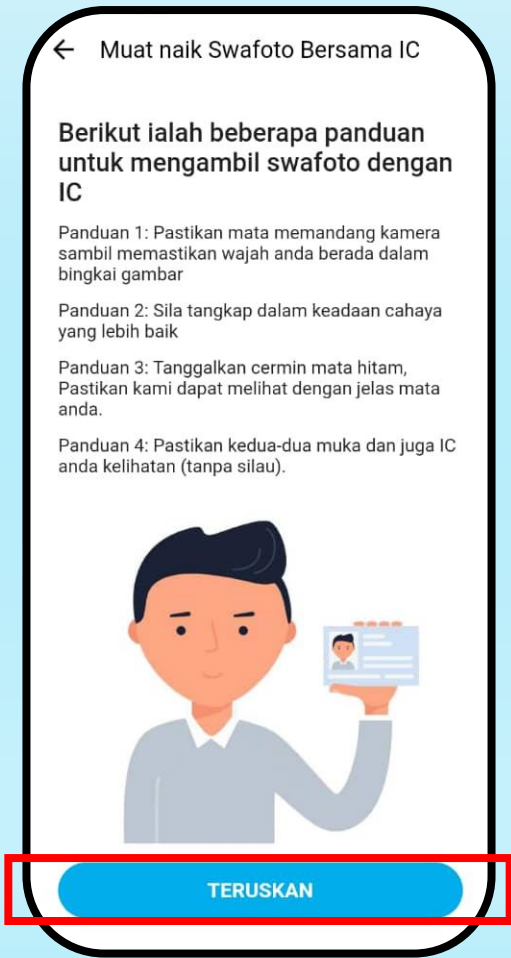 Muat naik Swafoto Bersama IC
Berikut ialah beberapa panduan
untuk mengambil swafoto dengan
IC
Panduan 1: Pastikan mata memandang kamera
sambil memastikan wajah anda berada dalam
bingkai gambar
Panduan 2: Sila tangkap dalam keadaan cahaya
yang lebih baik
Panduan 3: Tanggalkan cermin mata hitam,
Pastikan kami dapat melihat dengan jelas mata
anda.
Panduan 4: Pastikan kedua-dua muka dan juga IC
anda kelihatan (tanpa silau).
TERUSKAN